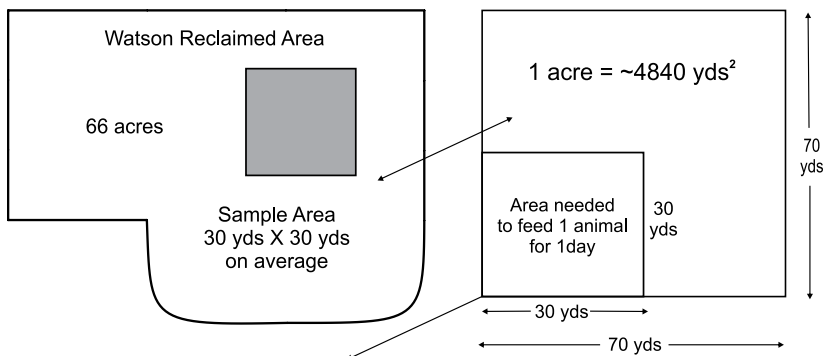 Watson Reclaimed Area
66 acres
Sample Area
30 yds X 30 yds
on average
1 acre = ~4840 yds²
Area needed
to feed 1 animal
for 1day
30
yds
30 yds
70
yds
70 yds